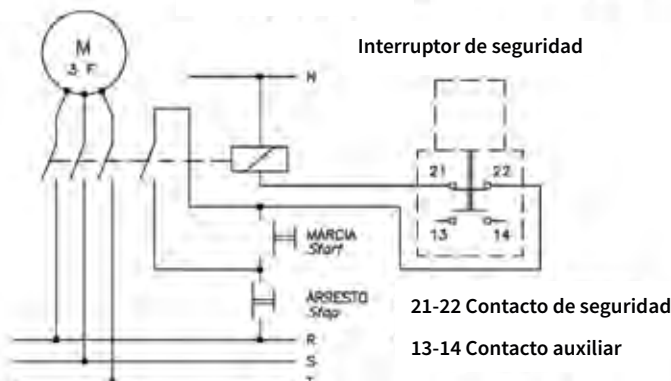 Interruptor de seguridad
M
3 F.
N
21 22
13 14
MARCIA
Start
ARRESTO
Stop
21-22 Contacto de seguridad
R
S
13-14 Contacto auxiliar
T